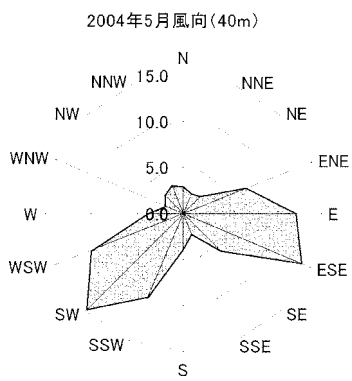 2004年5月風向(40m)
N
NNW
15.0
NNE
NW
10.0
NE
WNW
5.0
ENE
W
0.0
E
WSW
ESE
SW
SE
SSW
SSE
S